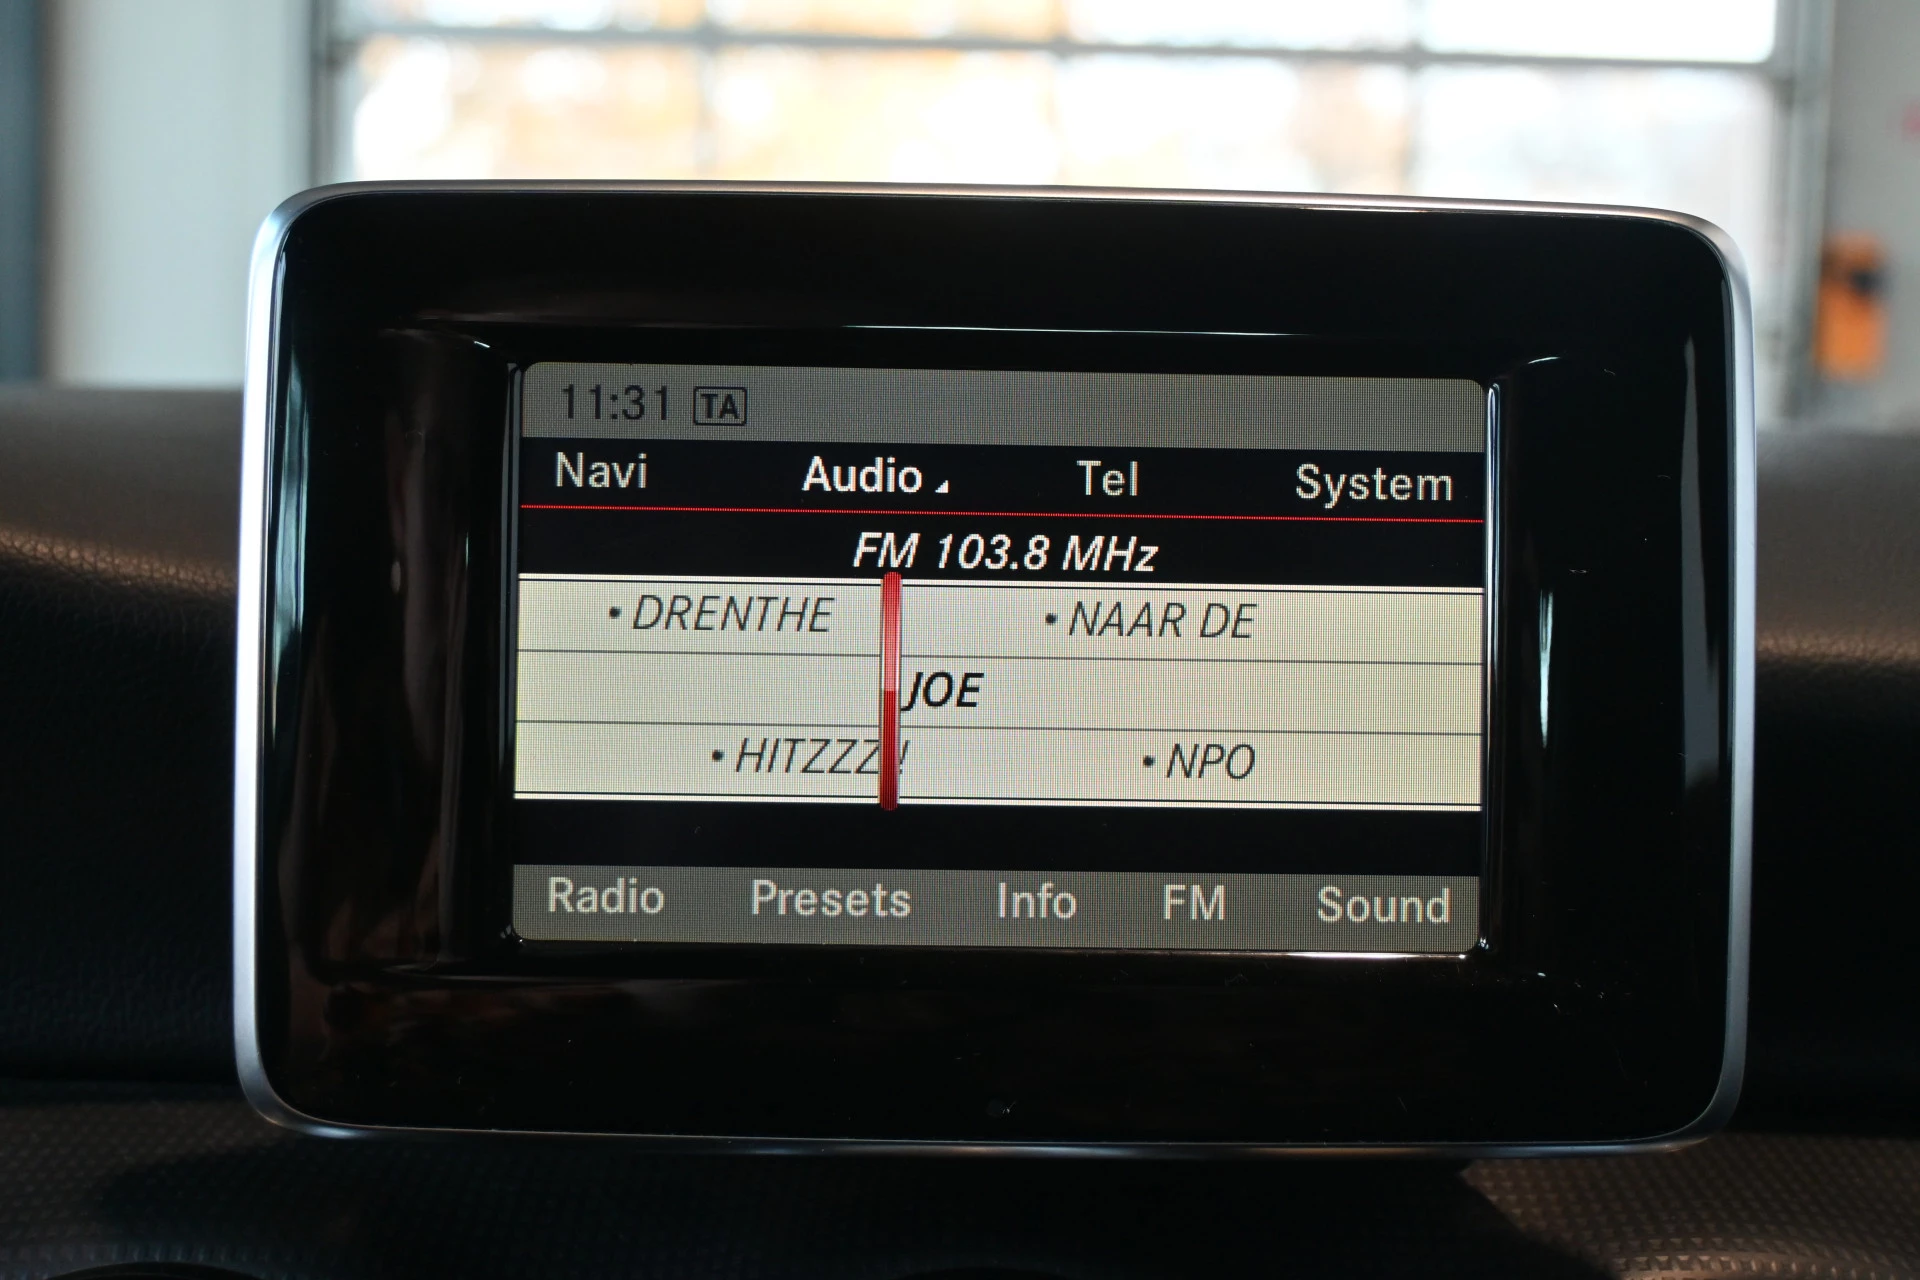 11:31 TA
Navi Audio Tel System
FM 103.8 MHz
• DRENTHE • NAAR DE
JOE
• HITZZZ! • NPO
Radio Presets Info FM Sound